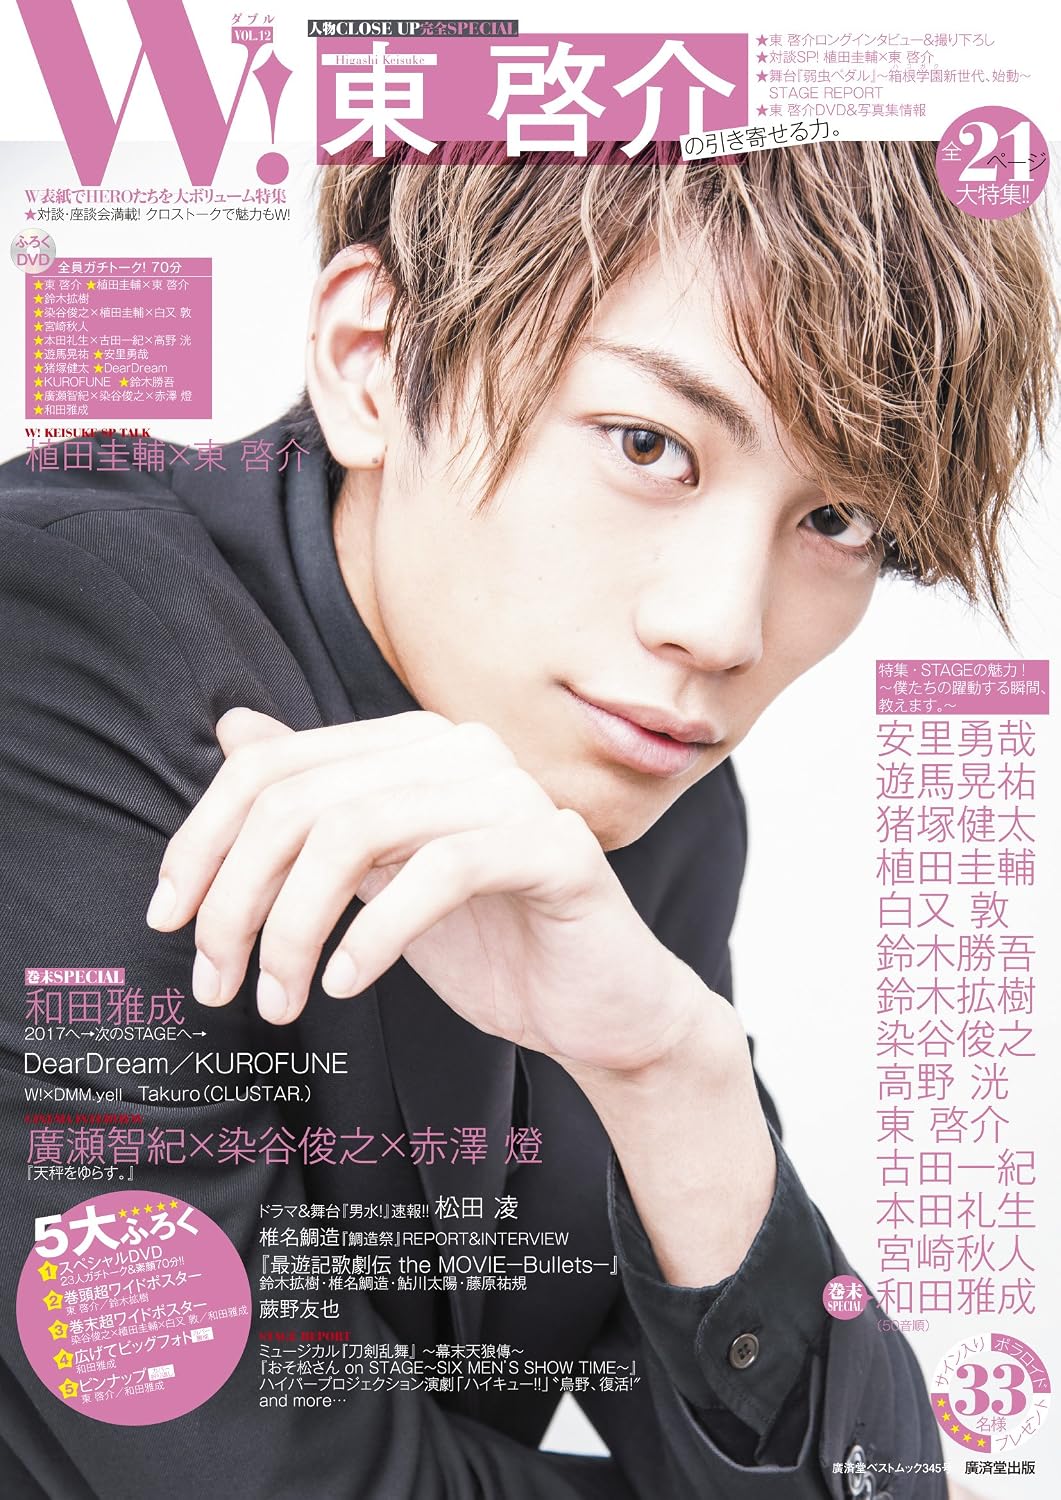 W!
ダブル
VOL.12
人物CLOSE UP完全SPECIAL
Higashi Keisuke
東 啓介
の引き寄せる力。
★東 啓介ロングインタビュー&撮り下ろし
★対談SP! 植田圭輔×東 啓介
★舞台『弱虫ペダル』～箱根学園新世代、始動～
STAGE REPORT
★東 啓介DVD&写真集情報
全21ページ
大特集!!
W表紙でHEROたちを大ボリューム特集
★対談・座談会満載! クロストークで魅力もW!
ふろく
DVD
全員ガチトーク! 70分
★東 啓介 ★植田圭輔×東 啓介
★鈴木拡樹
★染谷俊之×植田圭輔×白又 敦
★宮崎秋人
★本田礼生×古田一紀×高野 洸
★遊馬晃祐 ★安里勇哉
★猪塚健太 ★DearDream
★KUROFUNE ★鈴木勝吾
★廣瀬智紀×染谷俊之×赤澤 燈
★和田雅成
W! KEISUKE SP TALK
植田圭輔×東 啓介
特集・STAGEの魅力!
～僕たちの躍動する瞬間、
教えます。～
安里勇哉
遊馬晃祐
猪塚健太
植田圭輔
白又 敦
鈴木勝吾
鈴木拡樹
染谷俊之
高野 洸
東 啓介
古田一紀
本田礼生
宮崎秋人
巻末
SPECIAL
和田雅成
(50音順)
巻末SPECIAL
和田雅成
2017へ→次のSTAGEへ→
DearDream／KUROFUNE
W!×DMM.yell Takuro(CLUSTAR.)
廣瀬智紀×染谷俊之×赤澤 燈
『天秤をゆらす。』
5大ふろく
1 スペシャルDVD
23人ガチトーク&素顔70分!!
2 巻頭超ワイドポスター
東 啓介／鈴木拡樹
3 巻末超ワイドポスター
染谷俊之×植田圭輔×白又 敦／和田雅成
4 広げてビッグフォト
和田雅成
5 ピンナップ
東 啓介／和田雅成
ドラマ&舞台『男水!』速報!! 松田 凌
椎名鯛造『鯛造祭』REPORT&INTERVIEW
『最遊記歌劇伝 the MOVIE―Bullets―』
鈴木拡樹・椎名鯛造・鮎川太陽・藤原祐規
蕨野友也
STAGE REPORT
ミュージカル『刀剣乱舞』 ～幕末天狼傳～
『おそ松さん on STAGE～SIX MEN'S SHOW TIME～』
ハイパープロジェクション演劇「ハイキュー!!」"烏野、復活!"
and more…
サイン入り ポラロイド
33
名様
プレゼント
廣済堂ベストムック345号 廣済堂出版